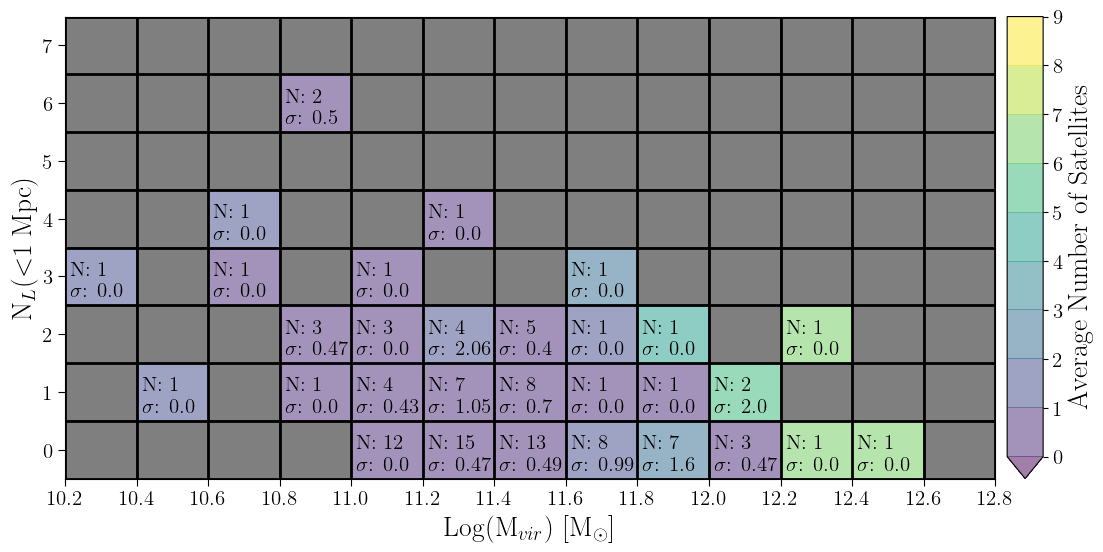 7
6
N: 2
σ: 0.5
5
4
N: 1
σ: 0.0
N: 1
σ: 0.0
3
N: 1
σ: 0.0
N: 1
σ: 0.0
N: 1
σ: 0.0
N: 1
σ: 0.0
2
N: 3
σ: 0.47
N: 3
σ: 0.0
N: 4
σ: 2.06
N: 5
σ: 0.4
N: 1
σ: 0.0
N: 1
σ: 0.0
N: 1
σ: 0.0
1
N: 1
σ: 0.0
N: 1
σ: 0.0
N: 4
σ: 0.43
N: 7
σ: 1.05
N: 8
σ: 0.7
N: 1
σ: 0.0
N: 1
σ: 0.0
N: 2
σ: 2.0
0
N: 12
σ: 0.0
N: 15
σ: 0.47
N: 13
σ: 0.49
N: 8
σ: 0.99
N: 7
σ: 1.6
N: 3
σ: 0.47
N: 1
σ: 0.0
N: 1
σ: 0.0
N_L(<1 Mpc)
10.2 10.4 10.6 10.8 11.0 11.2 11.4 11.6 11.8 12.0 12.2 12.4 12.6 12.8
Log(M_vir) [M_⊙]
9
8
7
6
5
4
3
2
1
0
Average Number of Satellites